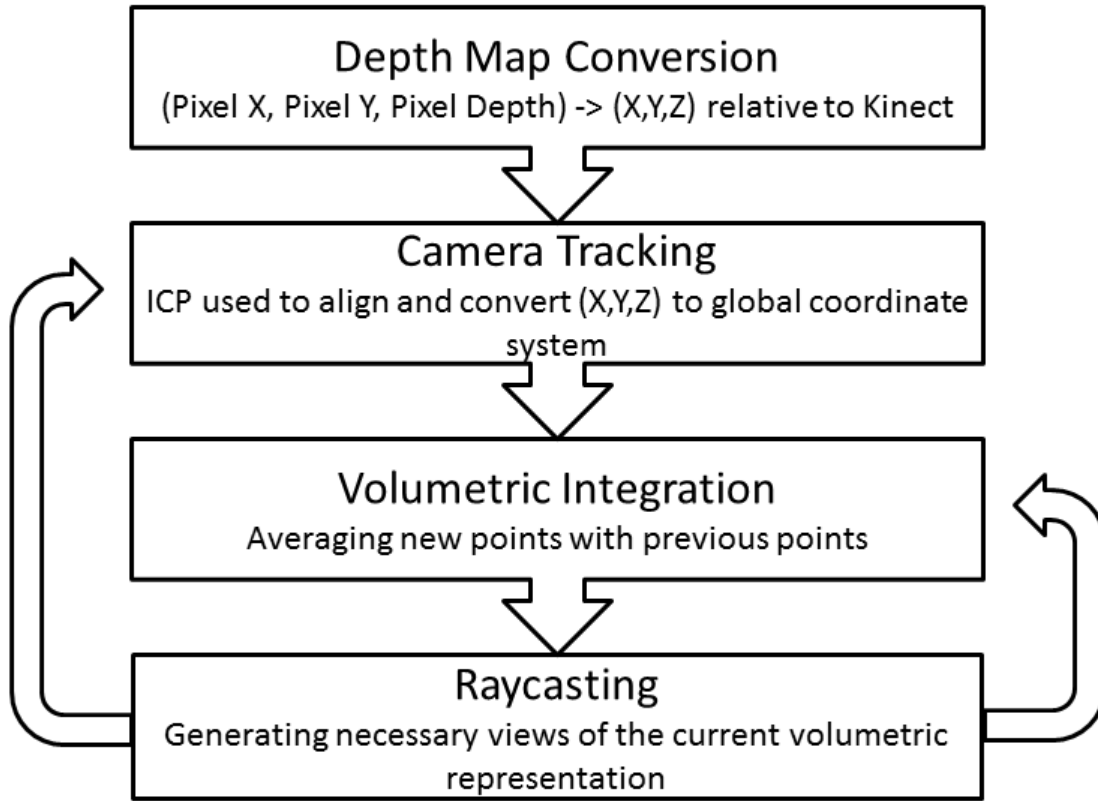 Depth Map Conversion
(Pixel X, Pixel Y, Pixel Depth) -> (X,Y,Z) relative to Kinect
Camera Tracking
ICP used to align and convert (X,Y,Z) to global coordinate
system
Volumetric Integration
Averaging new points with previous points
Raycasting
Generating necessary views of the current volumetric
representation